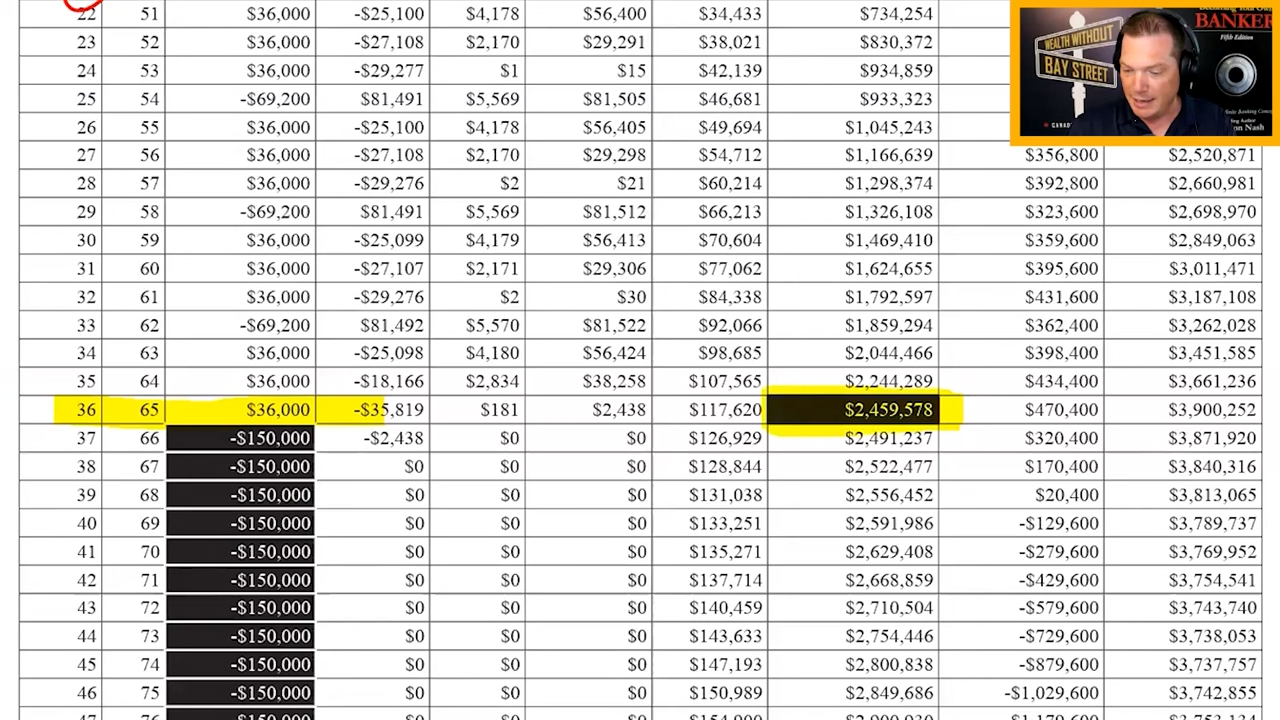 22 51 $36,000 -$25,100 $4,178 $56,400 $34,433 $734,254
23 52 $36,000 -$27,108 $2,170 $29,291 $38,021 $830,372
24 53 $36,000 -$29,277 $1 $15 $42,139 $934,859
25 54 -$69,200 $81,491 $5,569 $81,505 $46,681 $933,323
26 55 $36,000 -$25,100 $4,178 $56,405 $49,694 $1,045,243
27 56 $36,000 -$27,108 $2,170 $29,298 $54,712 $1,166,639 $356,800 $2,520,871
28 57 $36,000 -$29,276 $2 $21 $60,214 $1,298,374 $392,800 $2,660,981
29 58 -$69,200 $81,491 $5,569 $81,512 $66,213 $1,326,108 $323,600 $2,698,970
30 59 $36,000 -$25,099 $4,179 $56,413 $70,604 $1,469,410 $359,600 $2,849,063
31 60 $36,000 -$27,107 $2,171 $29,306 $77,062 $1,624,655 $395,600 $3,011,471
32 61 $36,000 -$29,276 $2 $30 $84,338 $1,792,597 $431,600 $3,187,108
33 62 -$69,200 $81,492 $5,570 $81,522 $92,066 $1,859,294 $362,400 $3,262,028
34 63 $36,000 -$25,098 $4,180 $56,424 $98,685 $2,044,466 $398,400 $3,451,585
35 64 $36,000 -$18,166 $2,834 $38,258 $107,565 $2,244,289 $434,400 $3,661,236
36 65 $36,000 -$35,819 $181 $2,438 $117,620 $2,459,578 $470,400 $3,900,252
37 66 -$150,000 -$2,438 $0 $0 $126,929 $2,491,237 $320,400 $3,871,920
38 67 -$150,000 $0 $0 $0 $128,844 $2,522,477 $170,400 $3,840,316
39 68 -$150,000 $0 $0 $0 $131,038 $2,556,452 $20,400 $3,813,065
40 69 -$150,000 $0 $0 $0 $133,251 $2,591,986 -$129,600 $3,789,737
41 70 -$150,000 $0 $0 $0 $135,271 $2,629,408 -$279,600 $3,769,952
42 71 -$150,000 $0 $0 $0 $137,714 $2,668,859 -$429,600 $3,754,541
43 72 -$150,000 $0 $0 $0 $140,459 $2,710,504 -$579,600 $3,743,740
44 73 -$150,000 $0 $0 $0 $143,633 $2,754,446 -$729,600 $3,738,053
45 74 -$150,000 $0 $0 $0 $147,193 $2,800,838 -$879,600 $3,737,757
46 75 -$150,000 $0 $0 $0 $150,989 $2,849,686 -$1,029,600 $3,742,855
WEALTH WITHOUT
BAY STREET
BANKER
Fifth Edition
Nash